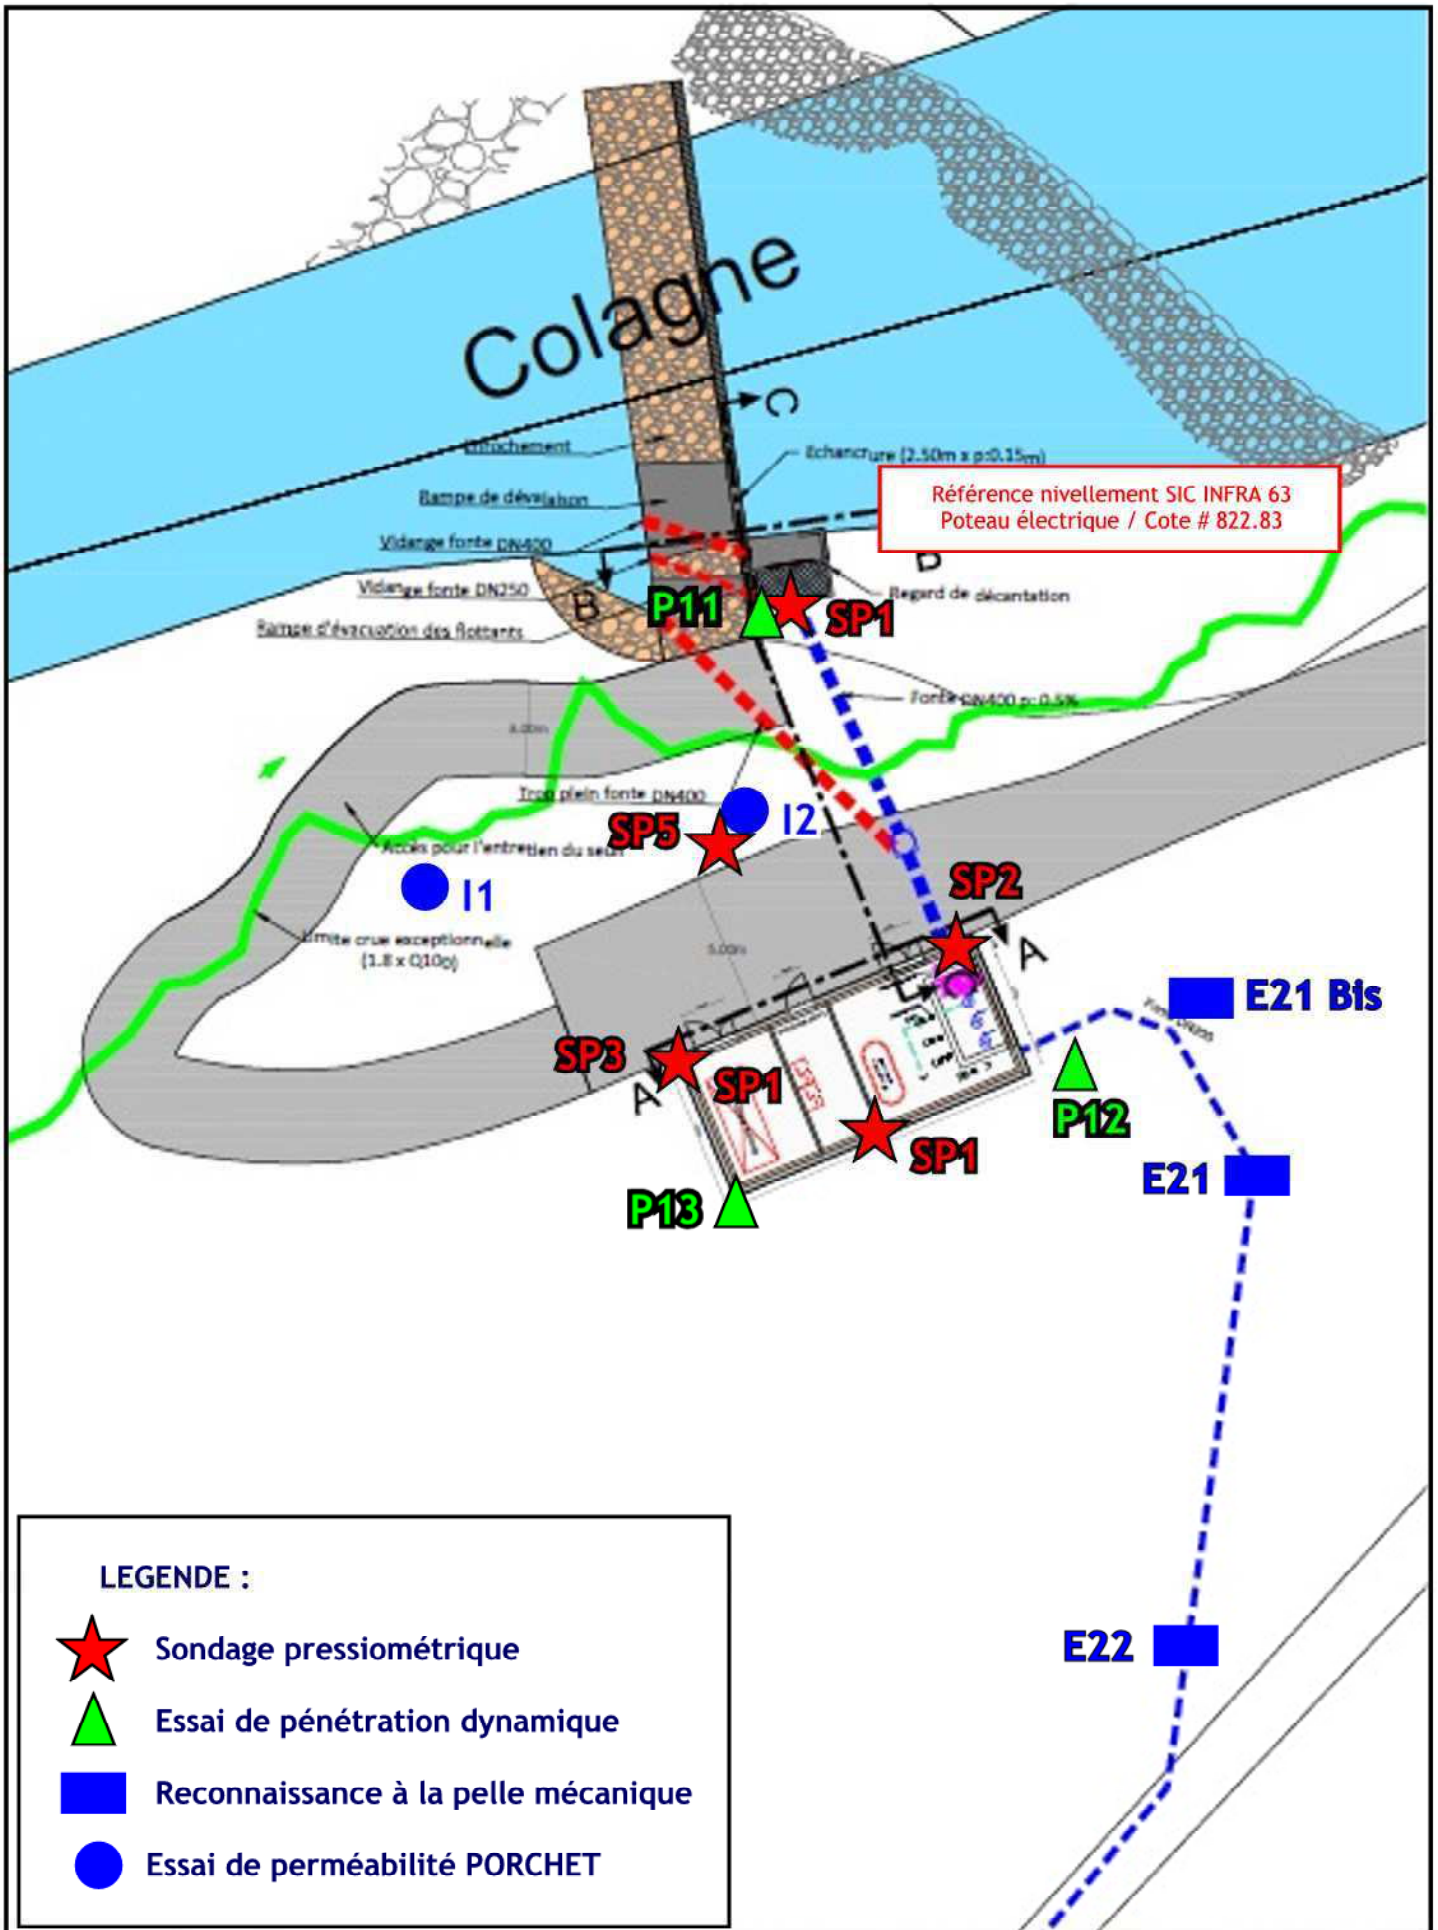 Colagne
C
Enrochement
Echancrure (2.50m x p:0.15m)
Référence nivellement SIC INFRA 63
Poteau électrique / Cote # 822.83
Rampe de dévalaison
Vidange fonte DN400
B
Vidange fonte DN250
B
Regard de décantation
P11
SP1
Rampe d'évacuation des flottants
Fonte DN400 p: 0.5%
Trop plein fonte DN400
I2
SP5
Accès pour l'entretien du seuil
I1
SP2
Limite crue exceptionnelle
(1.8 x Q10p)
5.00m
A
E21 Bis
SP3
SP1
A
P12
SP1
E21
P13
E22
LEGENDE :
Sondage pressiométrique
Essai de pénétration dynamique
Reconnaissance à la pelle mécanique
Essai de perméabilité PORCHET